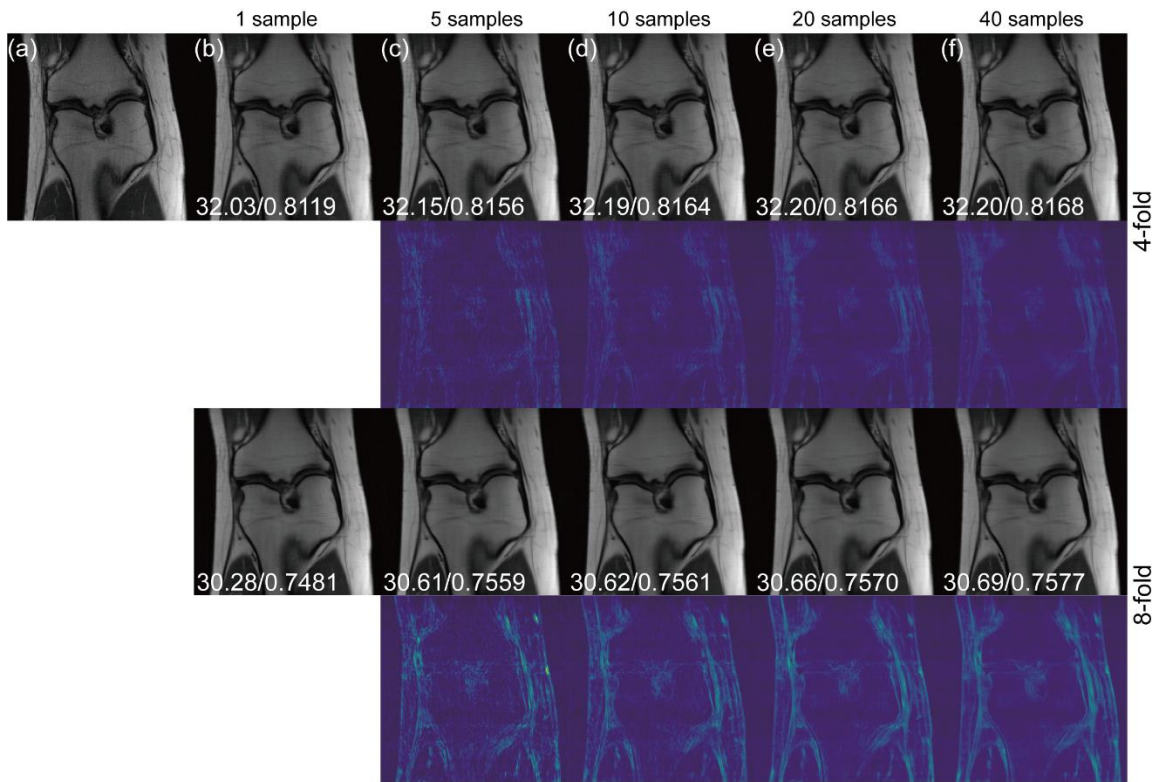 1 sample 5 samples 10 samples 20 samples 40 samples
(a) (b) (c) (d) (e) (f)
32.03/0.8119 32.15/0.8156 32.19/0.8164 32.20/0.8166 32.20/0.8168
4-fold
30.28/0.7481 30.61/0.7559 30.62/0.7561 30.66/0.7570 30.69/0.7577
8-fold